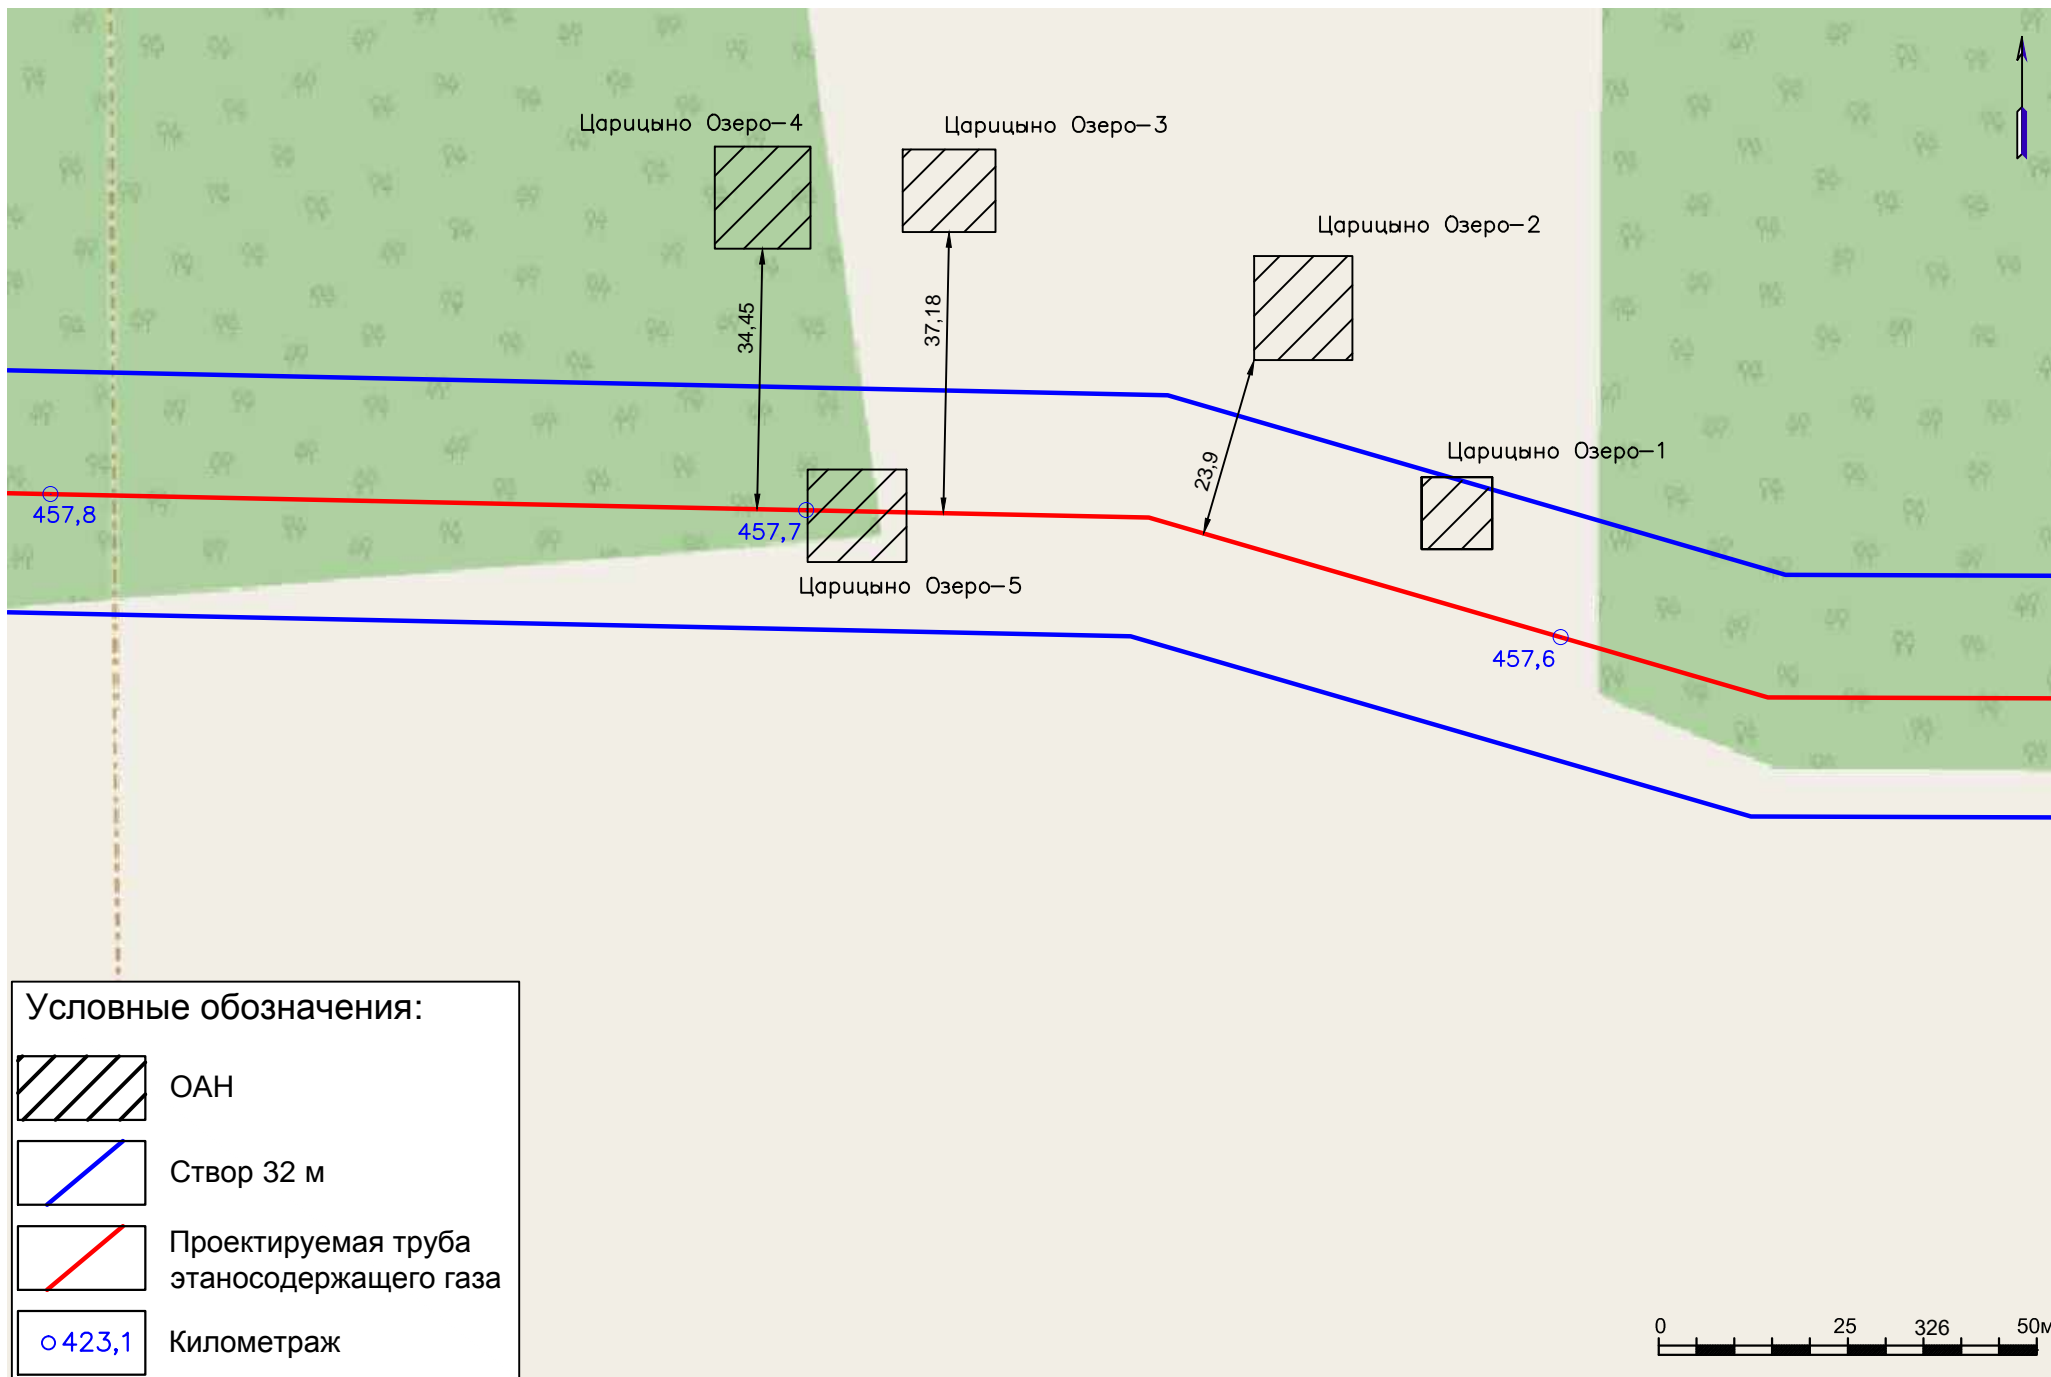 Царицыно Озеро-4
Царицыно Озеро-3
Царицыно Озеро-2
34,45
37,18
23,9
Царицыно Озеро-1
457,8
457,7
Царицыно Озеро-5
457,6
Условные обозначения:
ОАН
Створ 32 м
Проектируемая труба
этаносодержащего газа
423,1 Километраж
0 25 326 50м